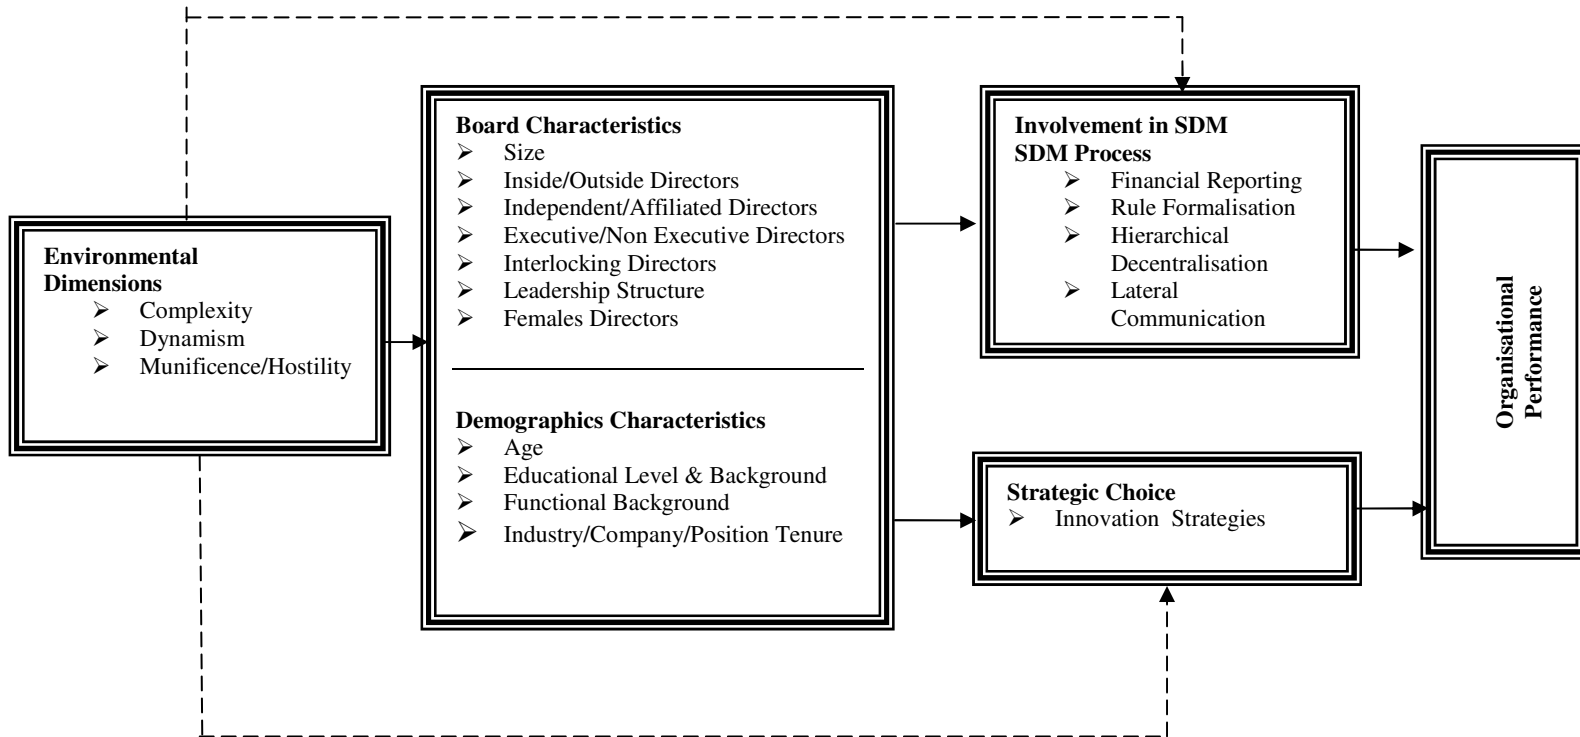 Environmental
Dimensions
➢ Complexity
➢ Dynamism
➢ Munificence/Hostility
Board Characteristics
➢ Size
➢ Inside/Outside Directors
➢ Independent/Affiliated Directors
➢ Executive/Non Executive Directors
➢ Interlocking Directors
➢ Leadership Structure
➢ Females Directors
Demographics Characteristics
➢ Age
➢ Educational Level & Background
➢ Functional Background
➢ Industry/Company/Position Tenure
Involvement in SDM
SDM Process
➢ Financial Reporting
➢ Rule Formalisation
➢ Hierarchical
Decentralisation
➢ Lateral
Communication
Strategic Choice
➢ Innovation Strategies
Organisational
Performance